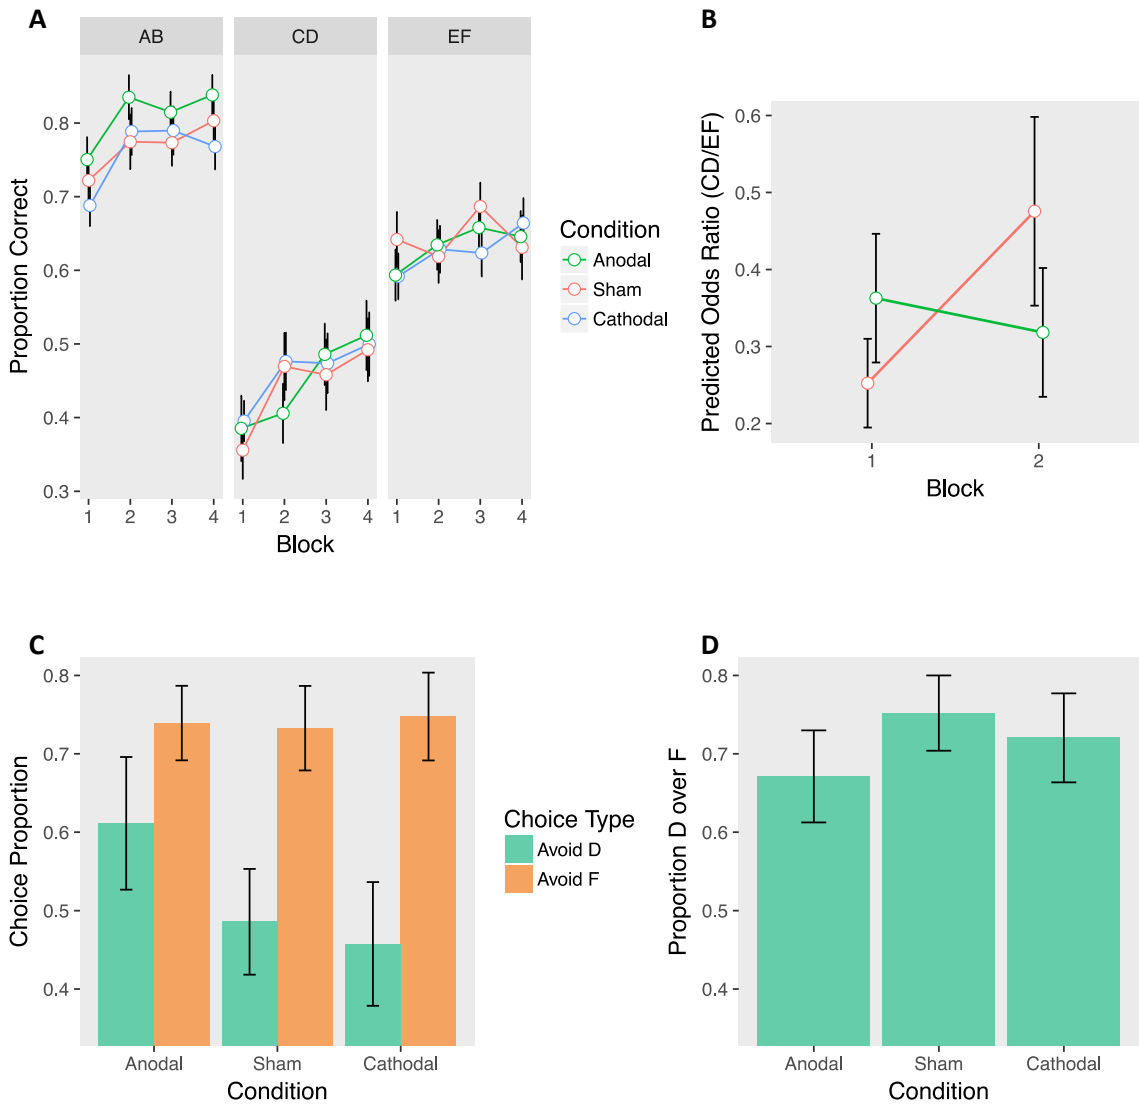 A
AB
CD
EF
Proportion Correct
0.8
0.7
0.6
0.5
0.4
0.3
1 2 3 4
1 2 3 4
1 2 3 4
Block
Condition
Anodal
Sham
Cathodal
B
Predicted Odds Ratio (CD/EF)
0.6
0.5
0.4
0.3
0.2
1 2
Block
C
Choice Proportion
0.8
0.7
0.6
0.5
0.4
Anodal Sham Cathodal
Condition
Choice Type
Avoid D
Avoid F
D
Proportion D over F
0.8
0.7
0.6
0.5
0.4
Anodal Sham Cathodal
Condition